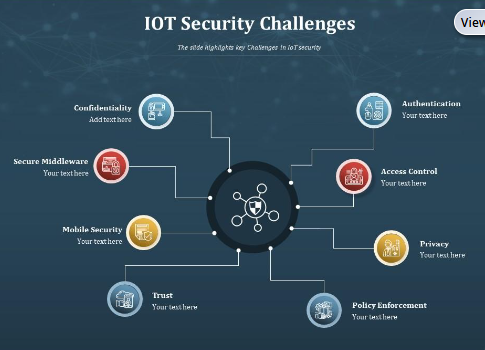 IOT Security Challenges
View
The slide highlights key Challenges in IoT security
Confidentiality
Add text here
Authentication
Your text here
Secure Middleware
Your text here
Access Control
Your text here
Mobile Security
Your text here
Privacy
Your text here
Trust
Your text here
Policy Enforcement
Your text here